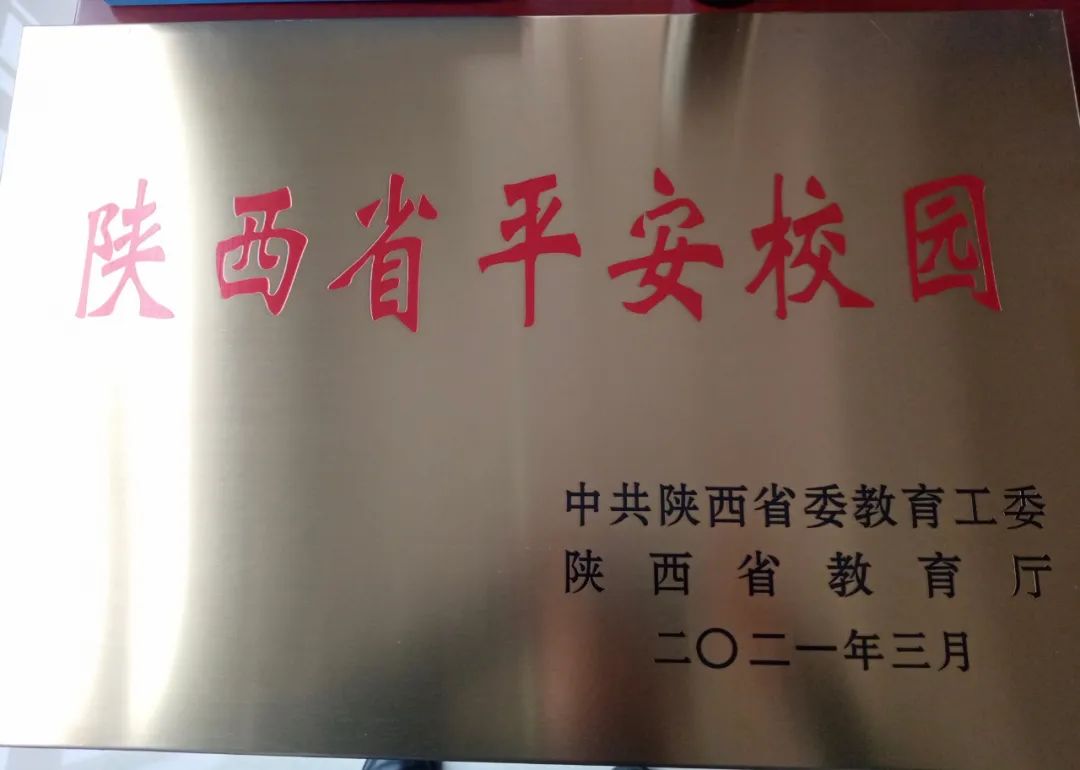 陕西省平安校园
中共陕西省委教育工委
陕西省教育厅
二〇二一年三月